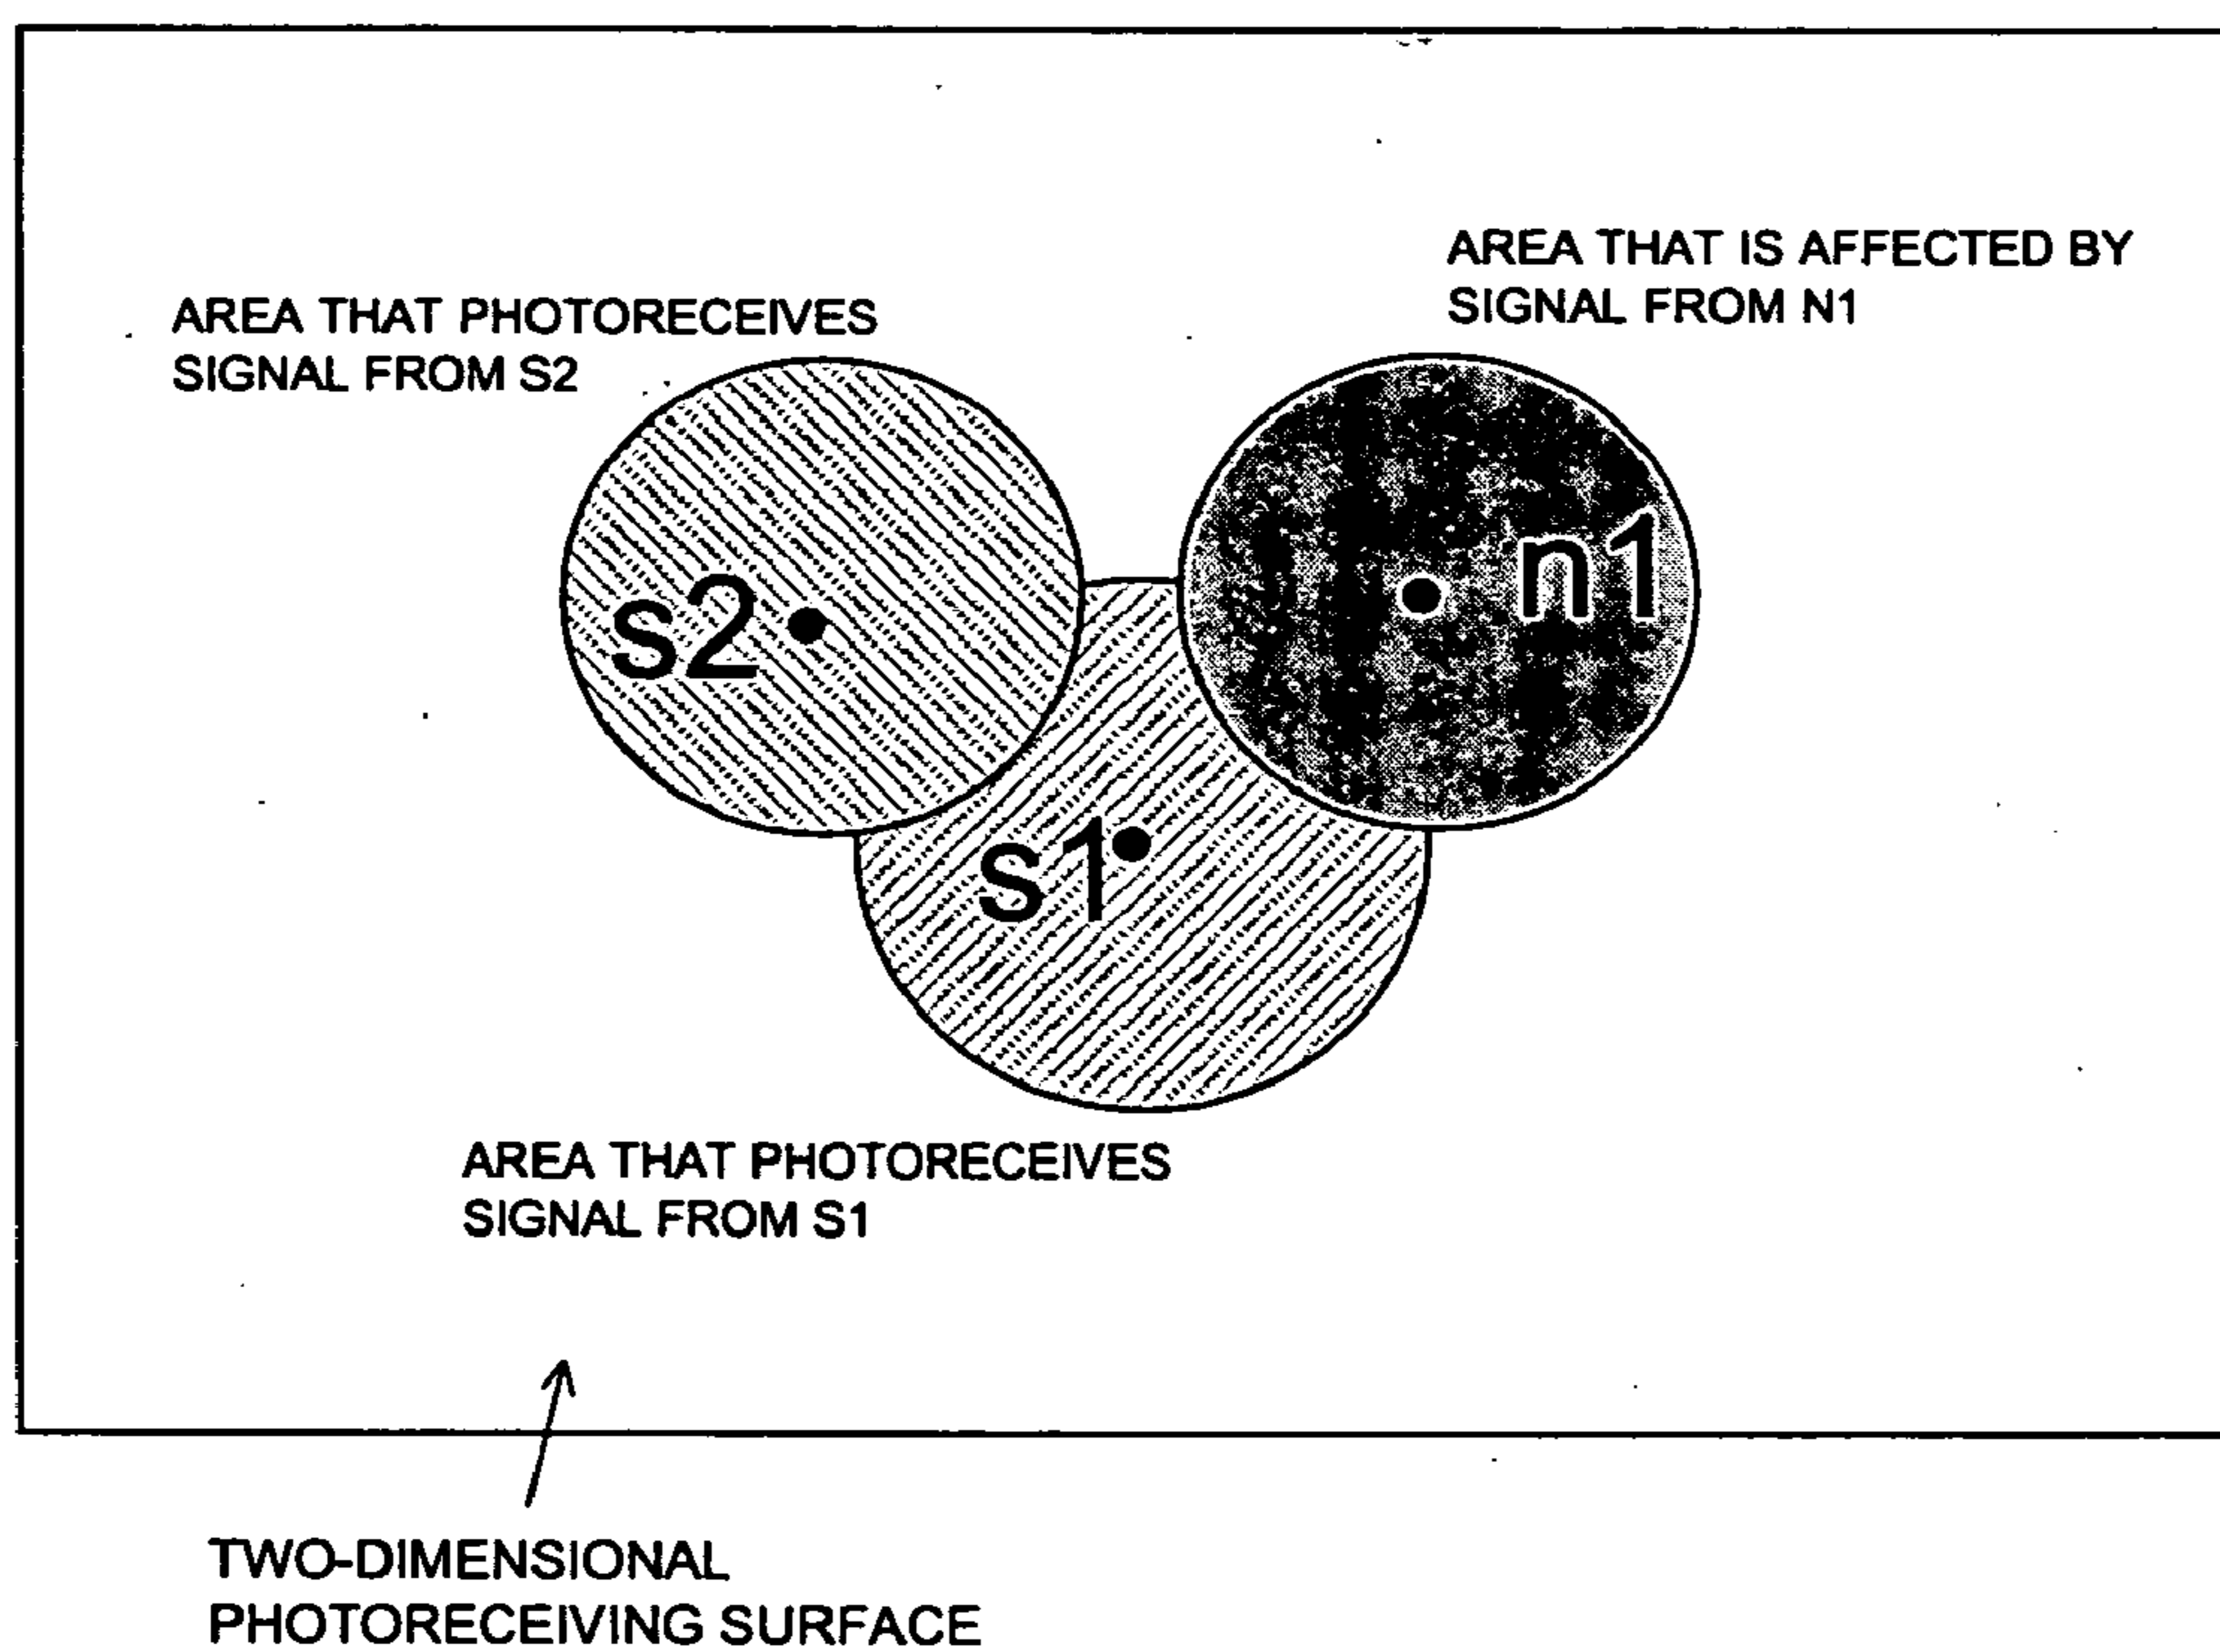 AREA THAT IS AFFECTED BY
SIGNAL FROM N1
AREA THAT PHOTORECEIVES
SIGNAL FROM S2
n1
s2
s1
AREA THAT PHOTORECEIVES
SIGNAL FROM S1
TWO-DIMENSIONAL
PHOTORECEIVING SURFACE